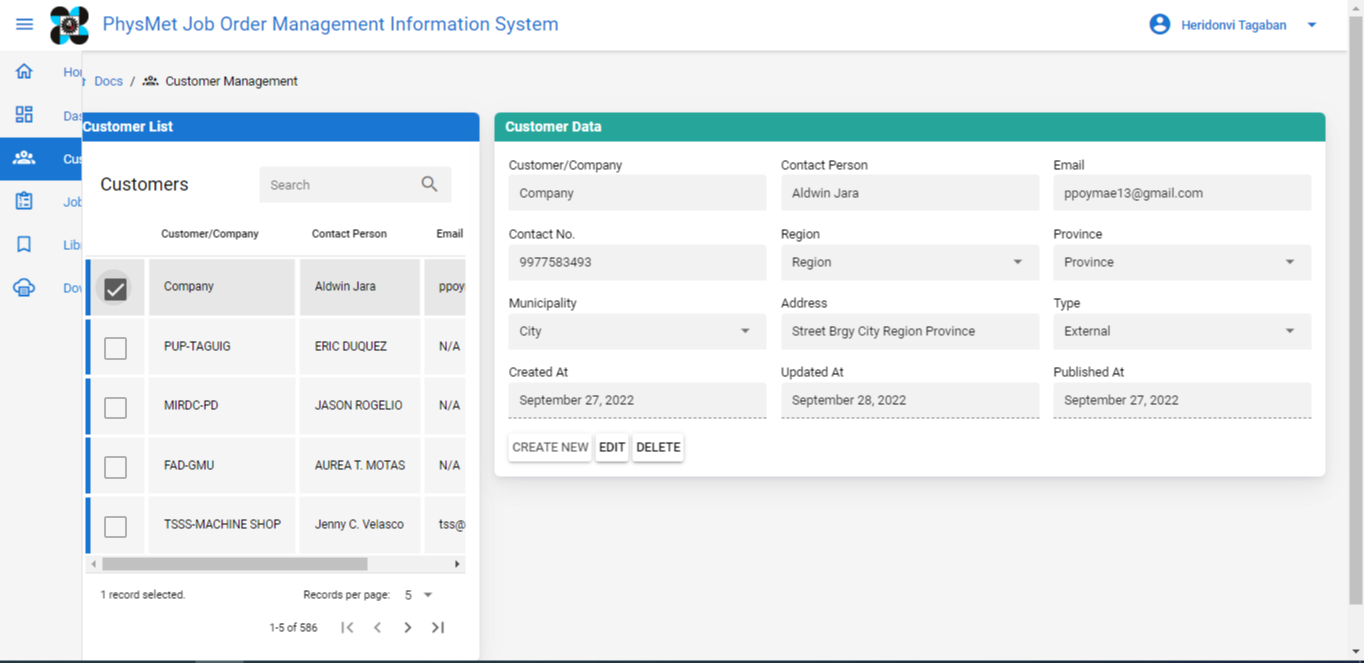 PhysMet Job Order Management Information System
Heridonvi Tagaban
Hor
Docs / Customer Management
Das
Cus
Job
Lib
Dov
Customer List
Customers
Search
Customer/Company Contact Person Email
Company Aldwin Jara ppoy
PUP-TAGUIG ERIC DUQUEZ N/A
MIRDC-PD JASON ROGELIO N/A
FAD-GMU AUREA T. MOTAS N/A
TSSS-MACHINE SHOP Jenny C. Velasco tss@
1 record selected. Records per page: 5
1-5 of 586
Customer Data
Customer/Company Contact Person Email
Company Aldwin Jara ppoymae13@gmail.com
Contact No. Region Province
9977583493 Region Province
Municipality Address Type
City Street Brgy City Region Province External
Created At Updated At Published At
September 27, 2022 September 28, 2022 September 27, 2022
CREATE NEW EDIT DELETE